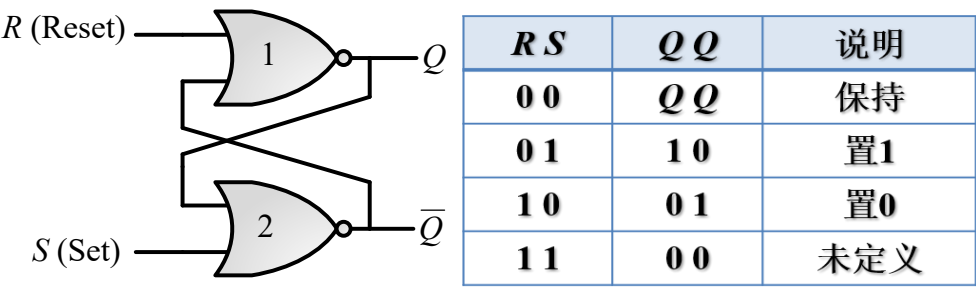 R (Reset)
1
Q
2
Q̅
S (Set)
R S Q Q 说明
0 0 Q Q 保持
0 1 1 0 置1
1 0 0 1 置0
1 1 0 0 未定义